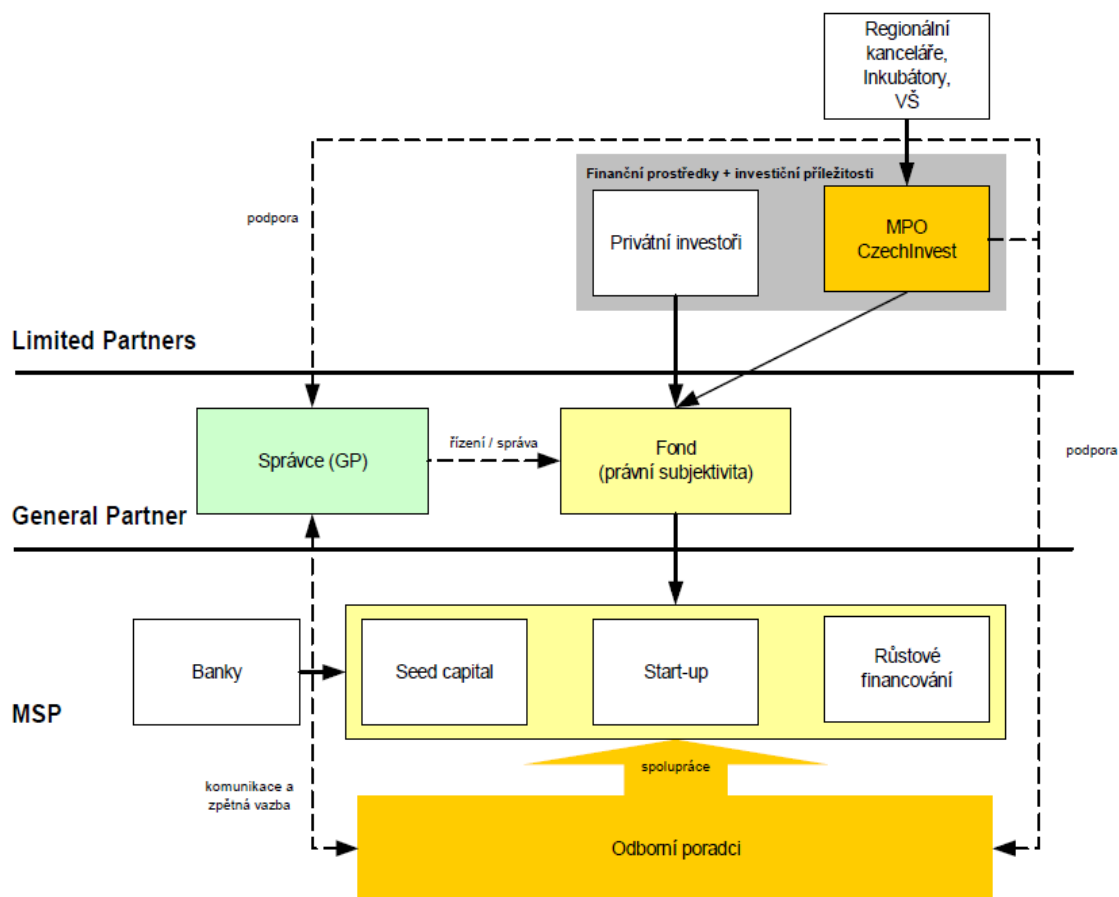 Regionální
kanceláře,
Inkubátory,
VŠ
Finanční prostředky + investiční příležitosti
podpora
Privátní investoři
MPO
CzechInvest
Limited Partners
Správce (GP)
řízení / správa
Fond
(právní subjektivita)
podpora
General Partner
Banky
Seed capital
Start-up
Růstové
financování
MSP
spolupráce
komunikace a
zpětná vazba
Odborní poradci